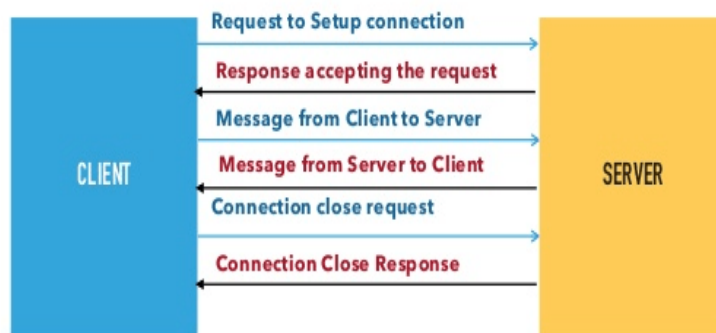 Request to Setup connection
Response accepting the request
Message from Client to Server
CLIENT
Message from Server to Client
SERVER
Connection close request
Connection Close Response